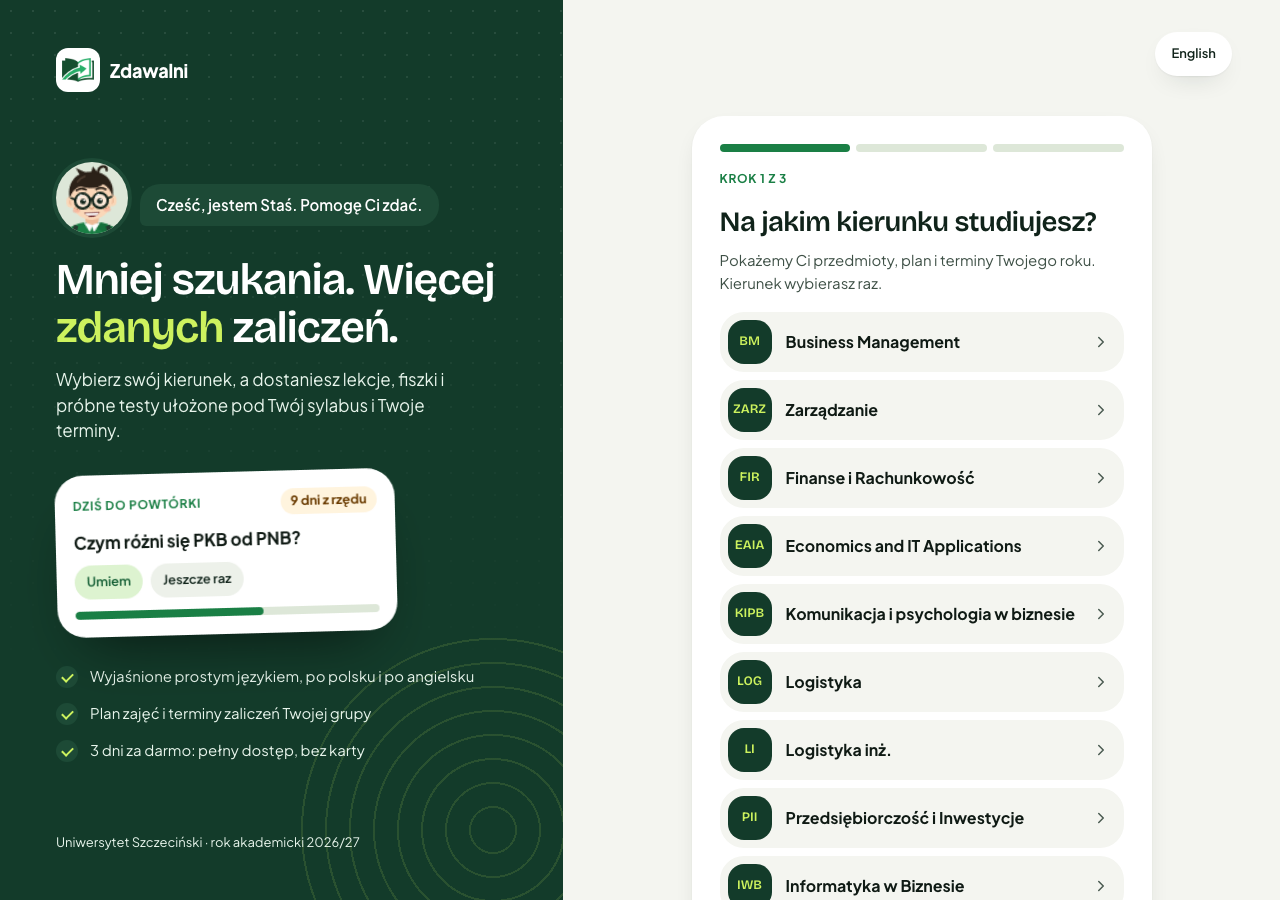 Zdawalni
Cześć, jestem Staś. Pomogę Ci zdać.
Mniej szukania. Więcej
zdanych zaliczeń.
Wybierz swój kierunek, a dostaniesz lekcje, fiszki i
próbne testy ułożone pod Twój sylabus i Twoje
terminy.
DZIŚ DO POWTÓRKI
9 dni z rzędu
Czym różni się PKB od PNB?
Umiem
Jeszcze raz
Wyjaśnione prostym językiem, po polsku i po angielsku
Plan zajęć i terminy zaliczeń Twojej grupy
3 dni za darmo: pełny dostęp, bez karty
Uniwersytet Szczeciński · rok akademicki 2026/27
English
KROK 1 Z 3
Na jakim kierunku studiujesz?
Pokażemy Ci przedmioty, plan i terminy Twojego roku.
Kierunek wybierasz raz.
BM Business Management
ZARZ Zarządzanie
FIR Finanse i Rachunkowość
EAIA Economics and IT Applications
KIPB Komunikacja i psychologia w biznesie
LOG Logistyka
LI Logistyka inż.
PII Przedsiębiorczość i Inwestycje
IWB Informatyka w Biznesie